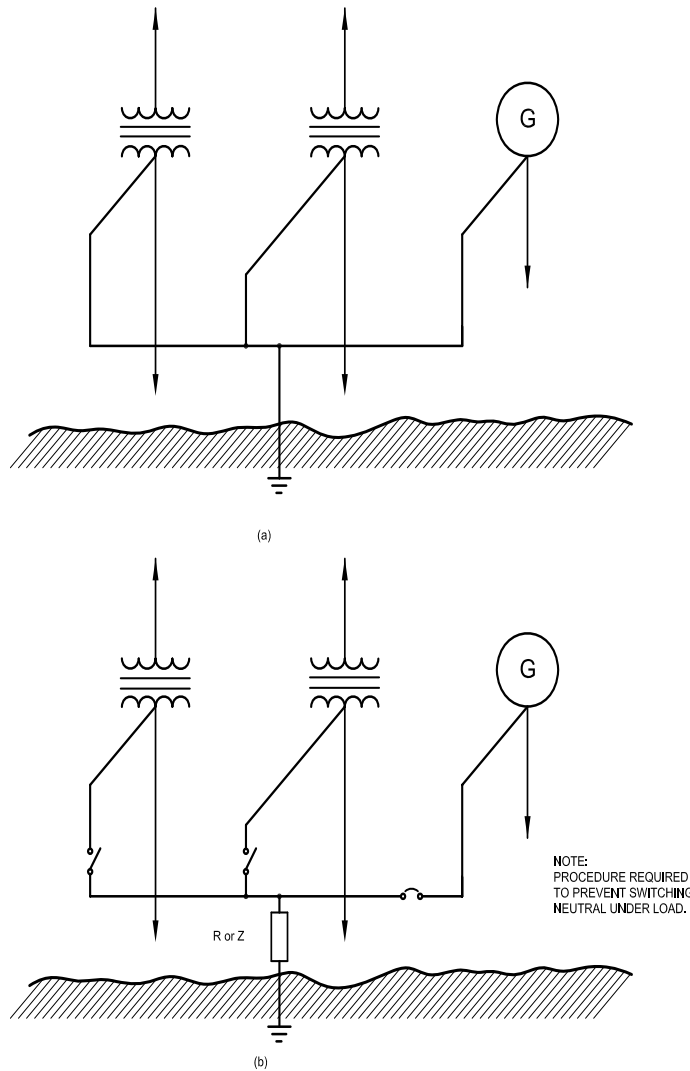 G
(a)
G
NOTE:
PROCEDURE REQUIRED
TO PREVENT SWITCHING
NEUTRAL UNDER LOAD.
R or Z
(b)